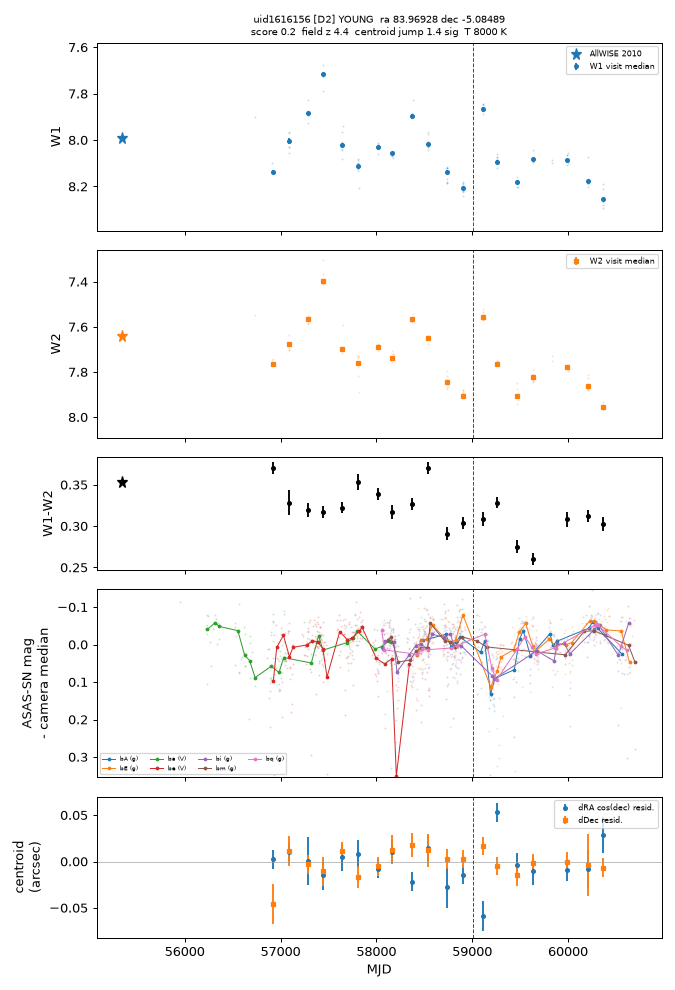 uid1616156 [D2] YOUNG  ra 83.96928 dec -5.08489
score 0.2  field z 4.4  centroid jump 1.4 sig  T 8000 K
7.6
7.8
8.0
8.2
W1
AllWISE 2010
W1 visit median
7.4
7.6
7.8
8.0
W2
W2 visit median
0.35
0.30
0.25
W1-W2
−0.1
0.0
0.1
0.2
0.3
ASAS-SN mag
- camera median
bA (g)
bE (g)
ba (V)
be (V)
bi (g)
bm (g)
bq (g)
0.05
0.00
−0.05
centroid
(arcsec)
dRA cos(dec) resid.
dDec resid.
56000
57000
58000
59000
60000
MJD